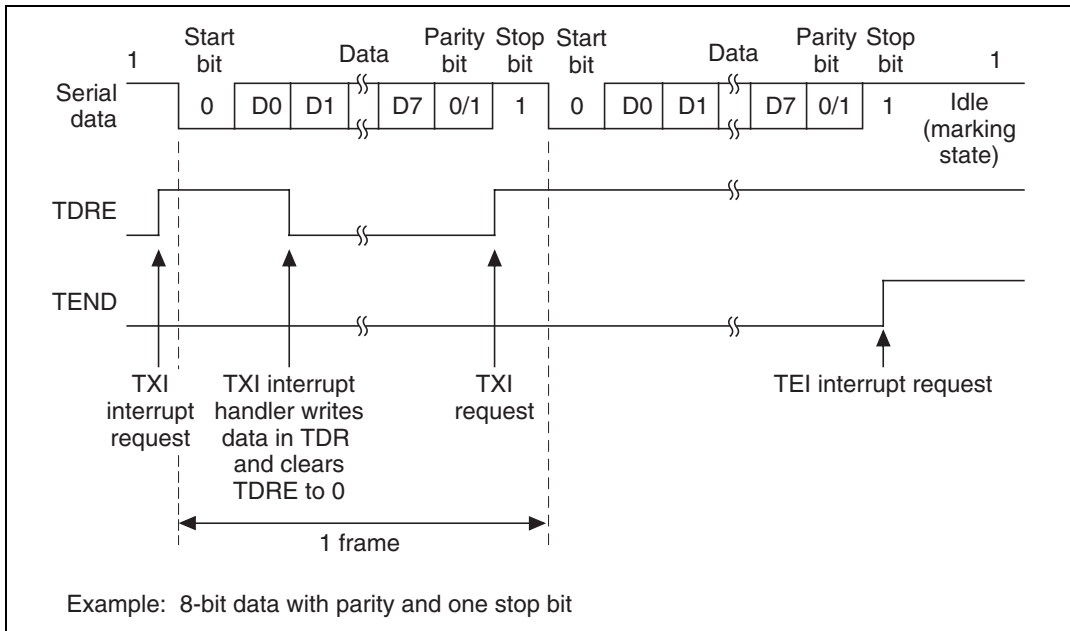 Start bit
Data
Parity bit
Stop bit
Start bit
Data
Parity bit
Stop bit
1
1
Serial data
0
D0
D1
D7
0/1
1
0
D0
D1
D7
0/1
1
Idle (marking state)
TDRE
TEND
TXI interrupt request
TXI interrupt handler writes data in TDR and clears TDRE to 0
TXI request
TEI interrupt request
1 frame
Example: 8-bit data with parity and one stop bit